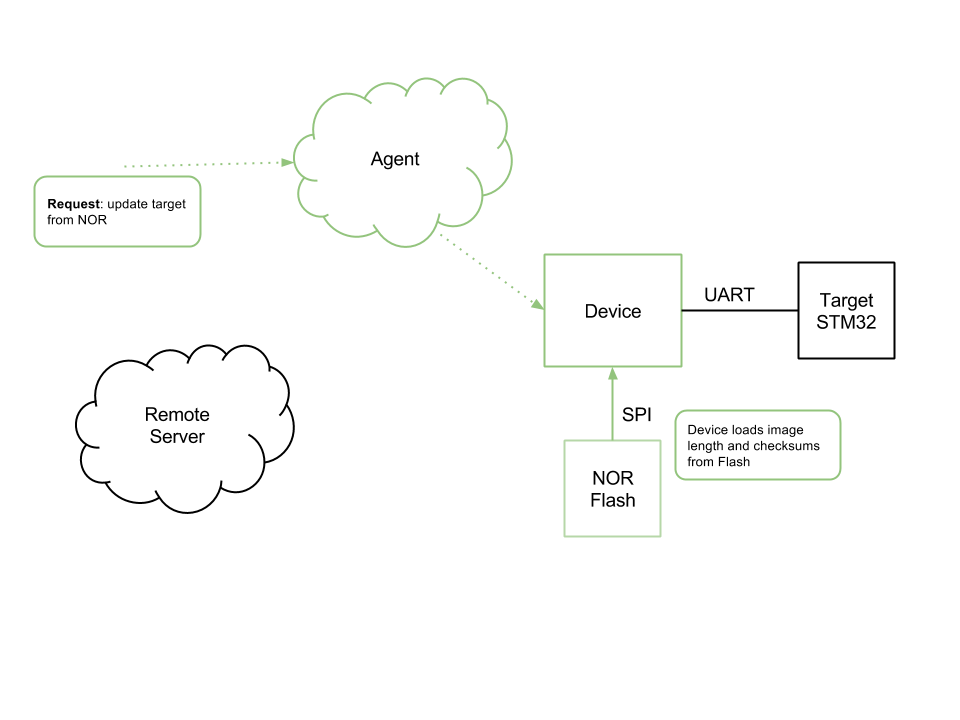 Agent
Request: update target
from NOR
Device
UART
Target
STM32
Remote
Server
SPI
Device loads image
length and checksums
from Flash
NOR
Flash